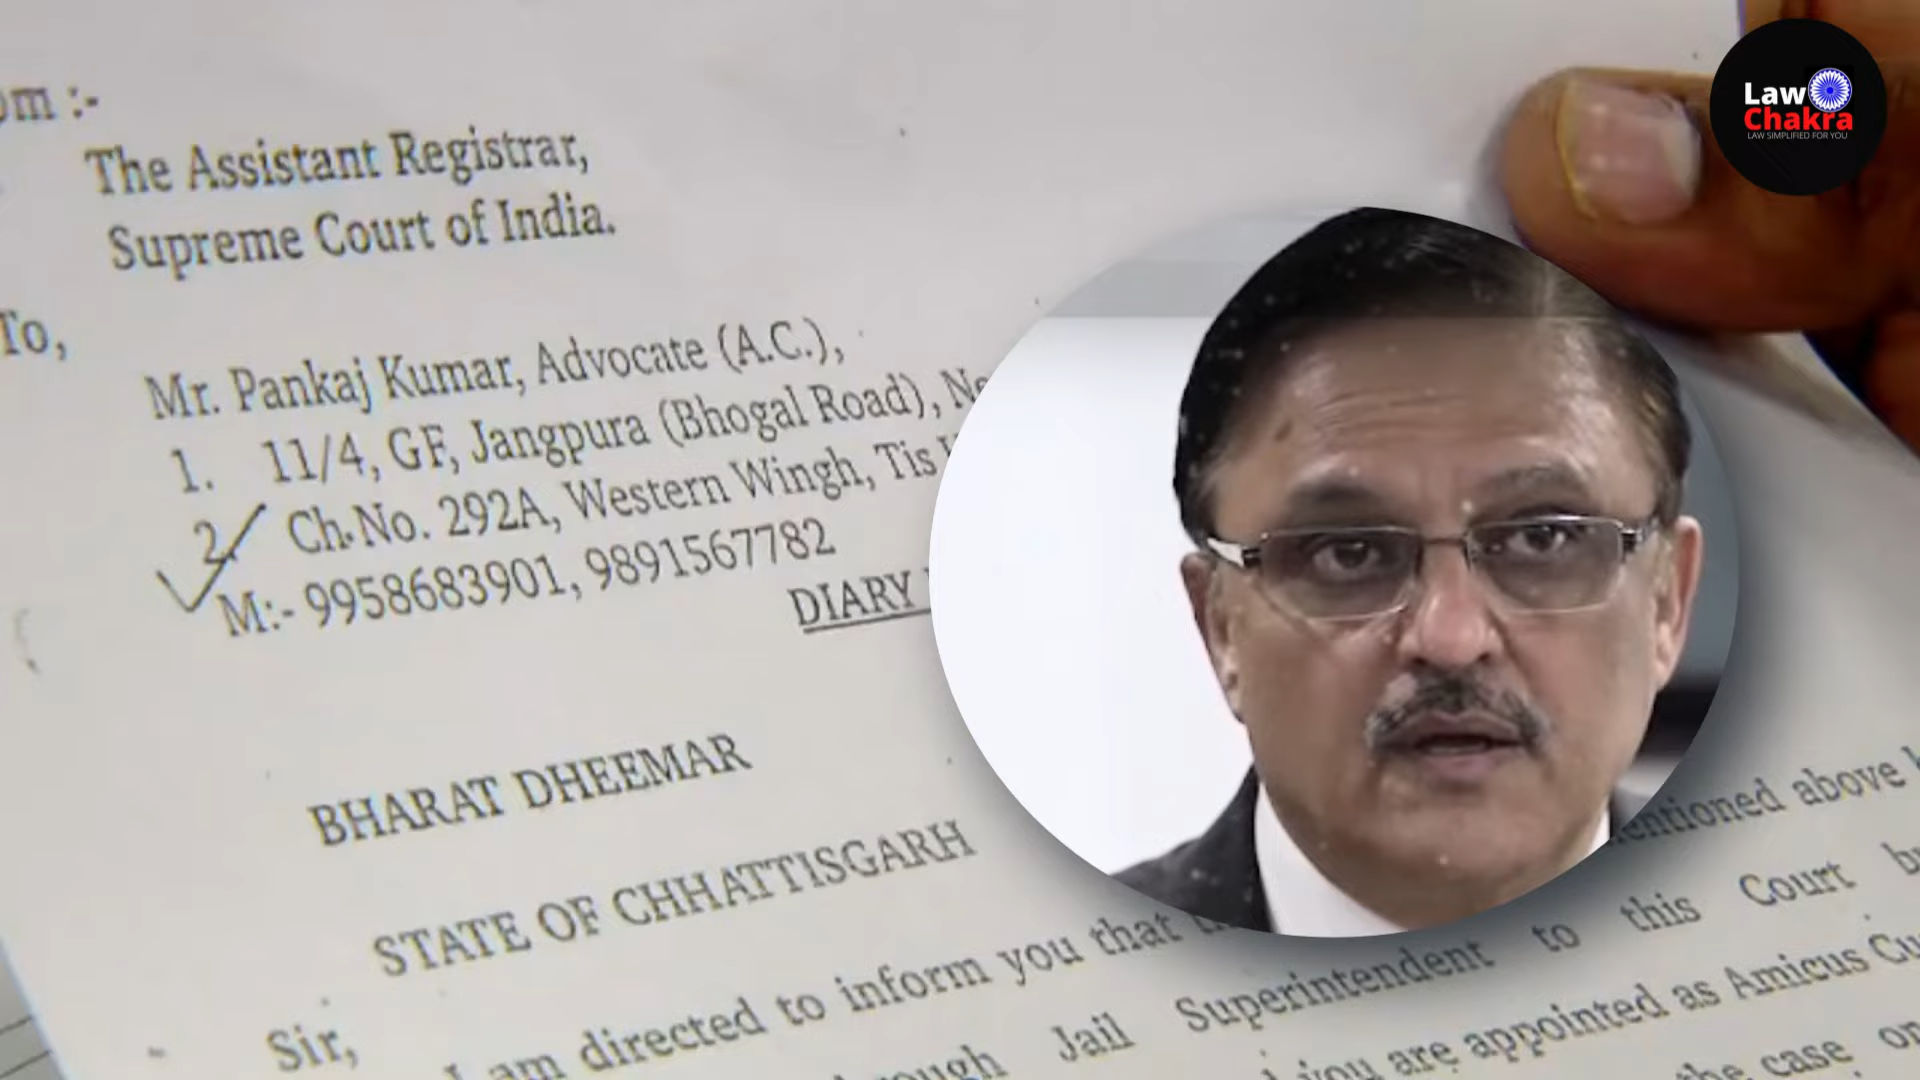 Law
Chakra
LAW SIMPLIFIED FOR YOU
om :-
The Assistant Registrar,
Supreme Court of India.
To,
Mr. Pankaj Kumar, Advocate (A.C.),
1. 11/4, GF, Jangpura (Bhogal Road), Ne
2 Ch.No. 292A, Western Wingh, Tis
M:- 9958683901, 9891567782
DIARY
BHARAT DHEEMAR
STATE OF CHHATTISGARH
Sir,
I am directed to inform you that entioned above
rough Jail Superintendent to this Court
you are appointed as Amicus Cu
the case on